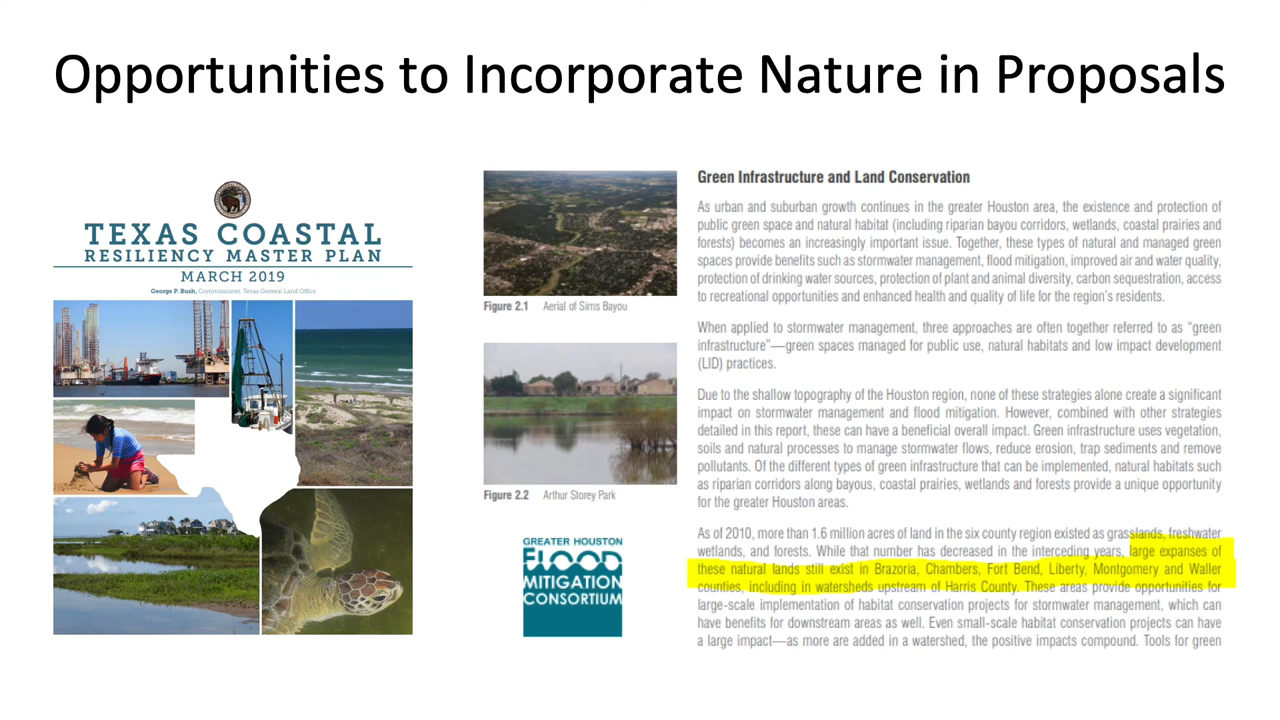 Opportunities to Incorporate Nature in Proposals
TEXAS COASTAL
RESILIENCY MASTER PLAN
MARCH 2019
George P. Bush, Commissioner, Texas General Land Office
Figure 2.1 Aerial of Sims Bayou
Figure 2.2 Arthur Storey Park
GREATER HOUSTON
FLOOD
MITIGATION
CONSORTIUM
Green Infrastructure and Land Conservation
As urban and suburban growth continues in the greater Houston area, the existence and protection of
public green space and natural habitat (including riparian bayou corridors, wetlands, coastal prairies and
forests) becomes an increasingly important issue. Together, these types of natural and managed green
spaces provide benefits such as stormwater management, flood mitigation, improved air and water quality,
protection of drinking water sources, protection of plant and animal diversity, carbon sequestration, access
to recreational opportunities and enhanced health and quality of life for the region's residents.
When applied to stormwater management, three approaches are often together referred to as "green
infrastructure"—green spaces managed for public use, natural habitats and low impact development
(LID) practices.
Due to the shallow topography of the Houston region, none of these strategies alone create a significant
impact on stormwater management and flood mitigation. However, combined with other strategies
detailed in this report, these can have a beneficial overall impact. Green infrastructure uses vegetation,
soils and natural processes to manage stormwater flows, reduce erosion, trap sediments and remove
pollutants. Of the different types of green infrastructure that can be implemented, natural habitats such
as riparian corridors along bayous, coastal prairies, wetlands and forests provide a unique opportunity
for the greater Houston areas.
As of 2010, more than 1.6 million acres of land in the six county region existed as grasslands, freshwater
wetlands, and forests. While that number has decreased in the interceding years, large expanses of
these natural lands still exist in Brazoria, Chambers, Fort Bend, Liberty, Montgomery and Waller
counties, including in watersheds upstream of Harris County. These areas provide opportunities for
large-scale implementation of habitat conservation projects for stormwater management, which can
have benefits for downstream areas as well. Even small-scale habitat conservation projects can have
a large impact—as more are added in a watershed, the positive impacts compound. Tools for green